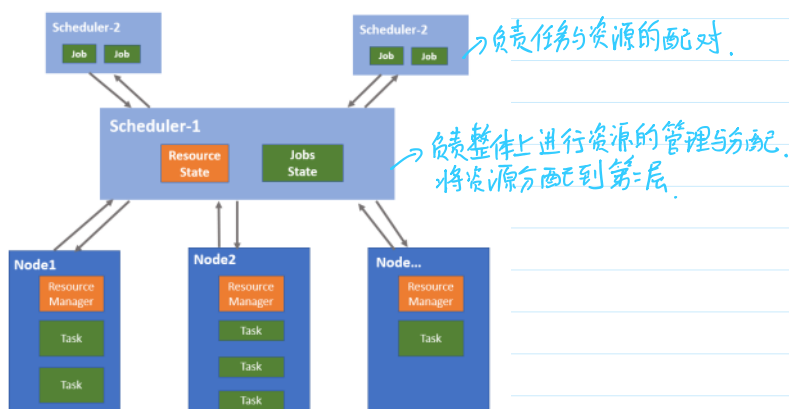 Scheduler-2
Job Job
Scheduler-2
Job Job
负责任务与资源的配对.
Scheduler-1
Resource State
Jobs State
负责整体上进行资源的管理与分配.
将资源分配到第二层.
Node1
Resource Manager
Task
Task
Node2
Resource Manager
Task
Task
Task
Node...
Resource Manager
Task